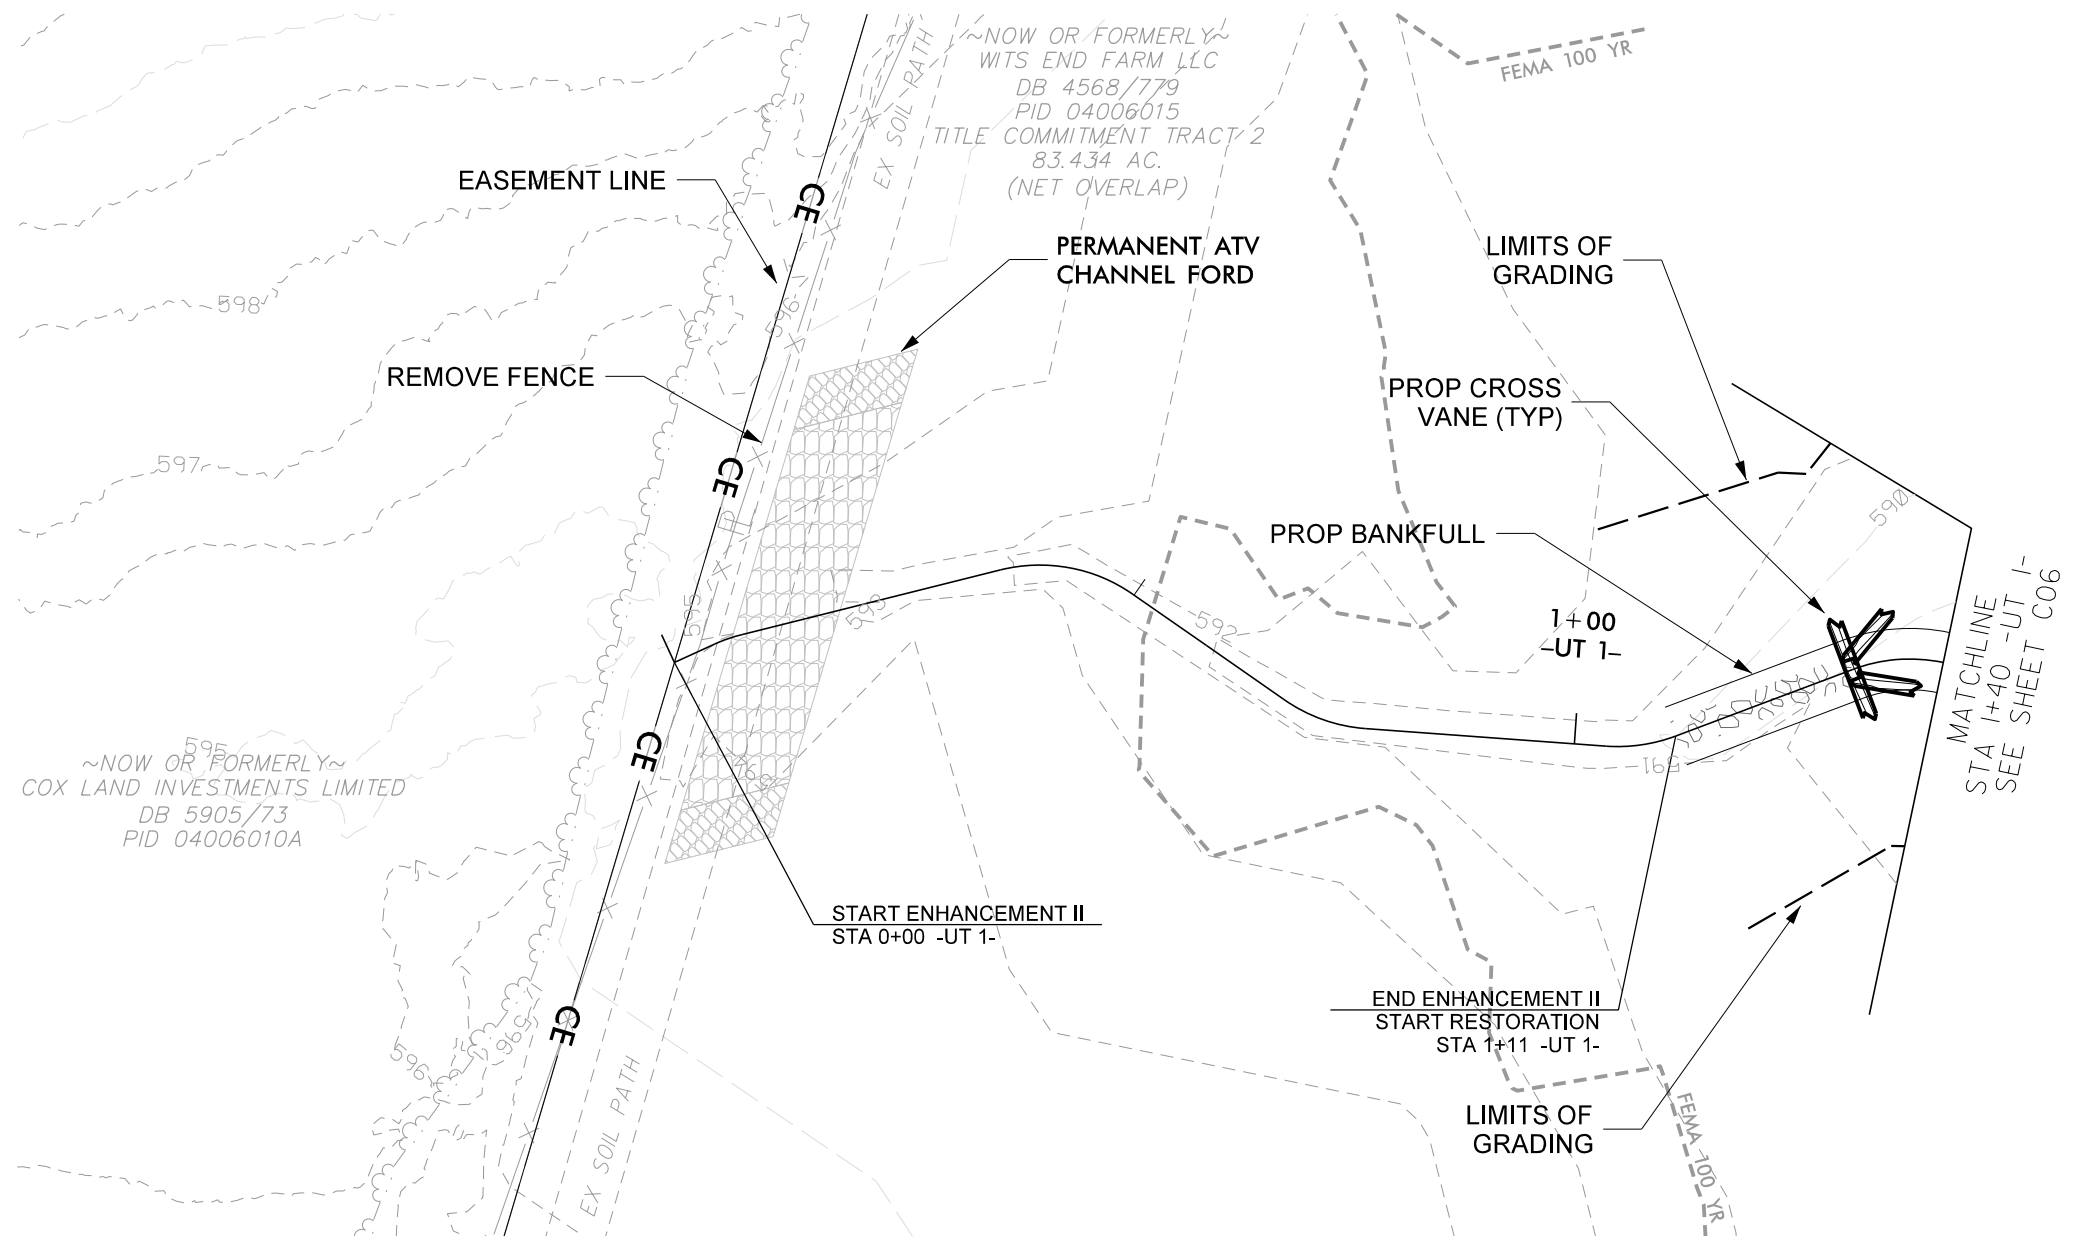 ~NOW OR FORMERLY~
WITS END FARM LLC
DB 4568/779
PID 04006015
TITLE COMMITMENT TRACT 2
83.434 AC.
(NET OVERLAP)
EX SOIL PATH
FEMA 100 YR
EASEMENT LINE
CE
PERMANENT ATV
CHANNEL FORD
LIMITS OF
GRADING
598
596
REMOVE FENCE
PROP CROSS
VANE (TYP)
597
CE
PL
590
PROP BANKFULL
595
593
592
1+00
-UT 1-
MATCHLINE
STA 1+40 -UT 1-
SEE SHEET C06
CE
591
594
595
~NOW OR FORMERLY~
COX LAND INVESTMENTS LIMITED
DB 5905/73
PID 04006010A
START ENHANCEMENT II
STA 0+00 -UT 1-
END ENHANCEMENT II
START RESTORATION
STA 1+11 -UT 1-
CE
596
596
LIMITS OF
GRADING
EX SOIL PATH
FEMA 100 YR